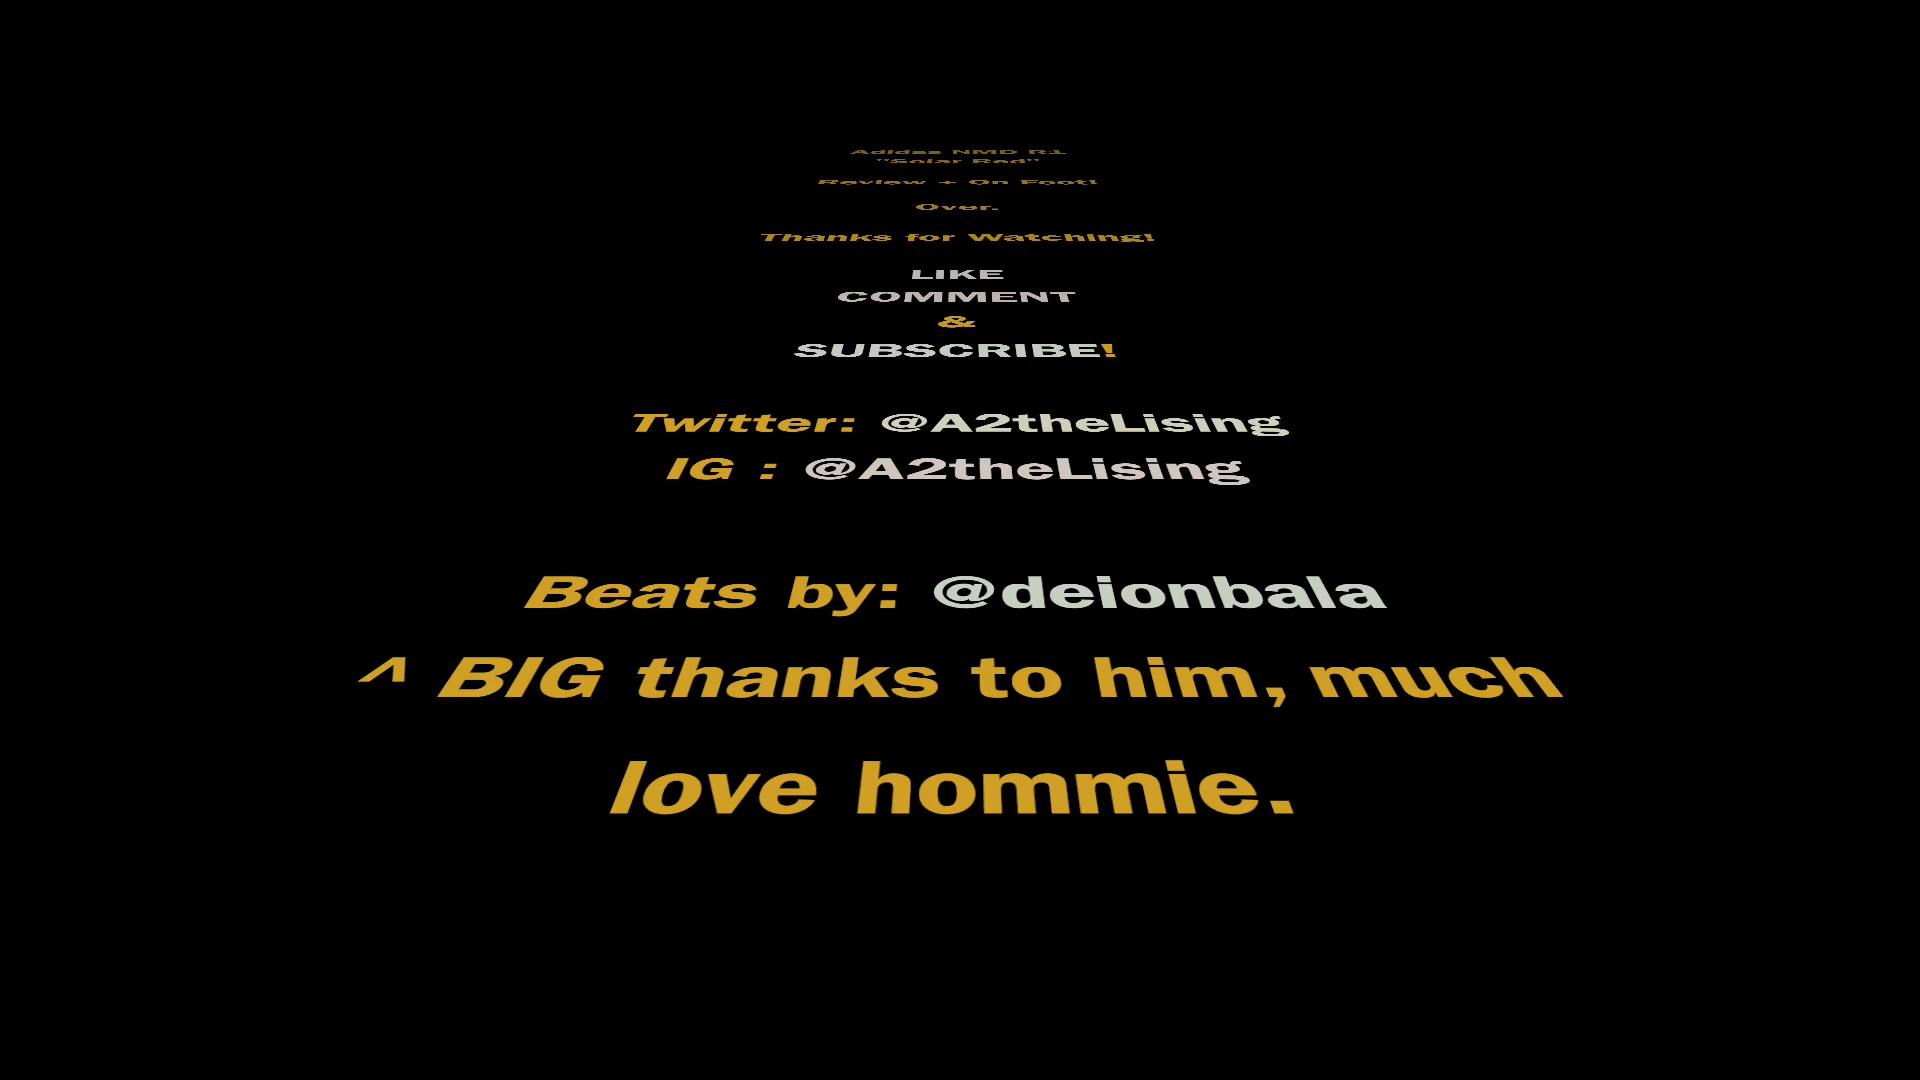 Adidas NMD R1
"Solar Red"
Review + On Foot!
Over.
Thanks for Watching!
LIKE
COMMENT
&
SUBSCRIBE!
Twitter: @A2theLising
IG : @A2theLising
Beats by: @deionbala
^ BIG thanks to him, much
love hommie.